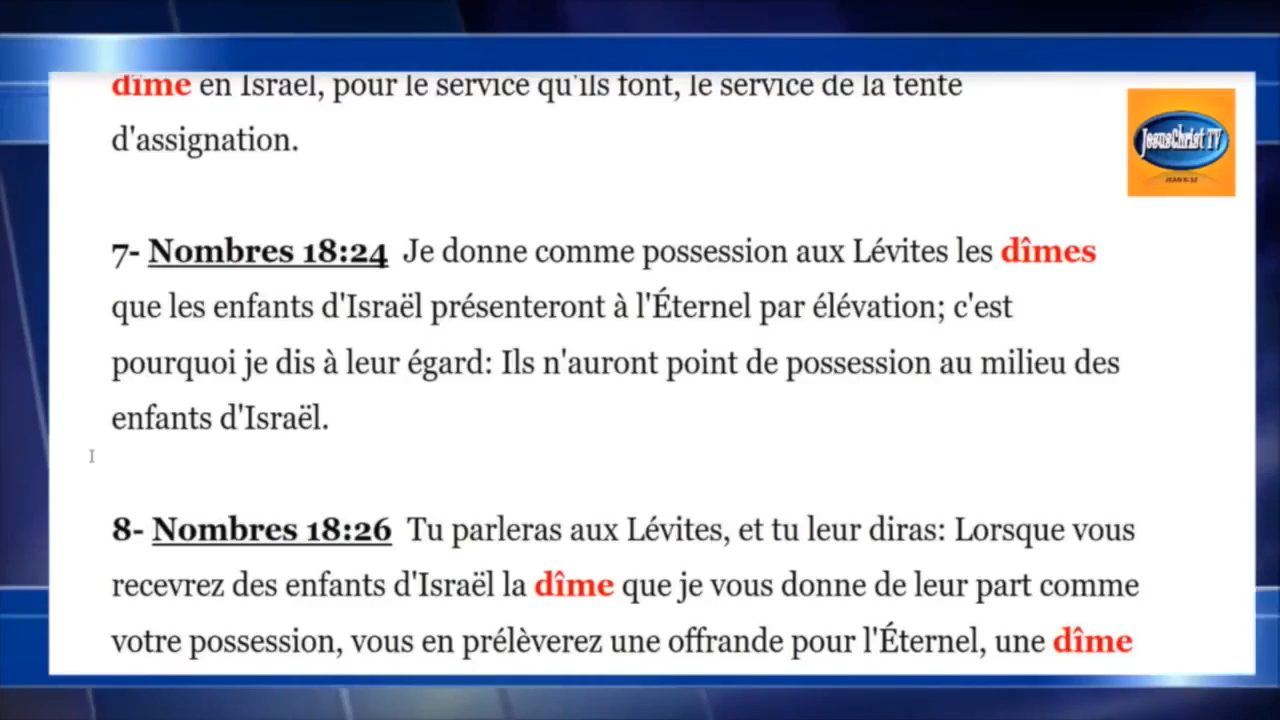 dîme en Israël, pour le service qu'ils font, le service de la tente
d'assignation.
JesusChrist TV
7- Nombres 18:24 Je donne comme possession aux Lévites les dîmes
que les enfants d'Israël présenteront à l'Éternel par élévation; c'est
pourquoi je dis à leur égard: Ils n'auront point de possession au milieu des
enfants d'Israël.
8- Nombres 18:26 Tu parleras aux Lévites, et tu leur diras: Lorsque vous
recevrez des enfants d'Israël la dîme que je vous donne de leur part comme
votre possession, vous en prélèverez une offrande pour l'Éternel, une dîme